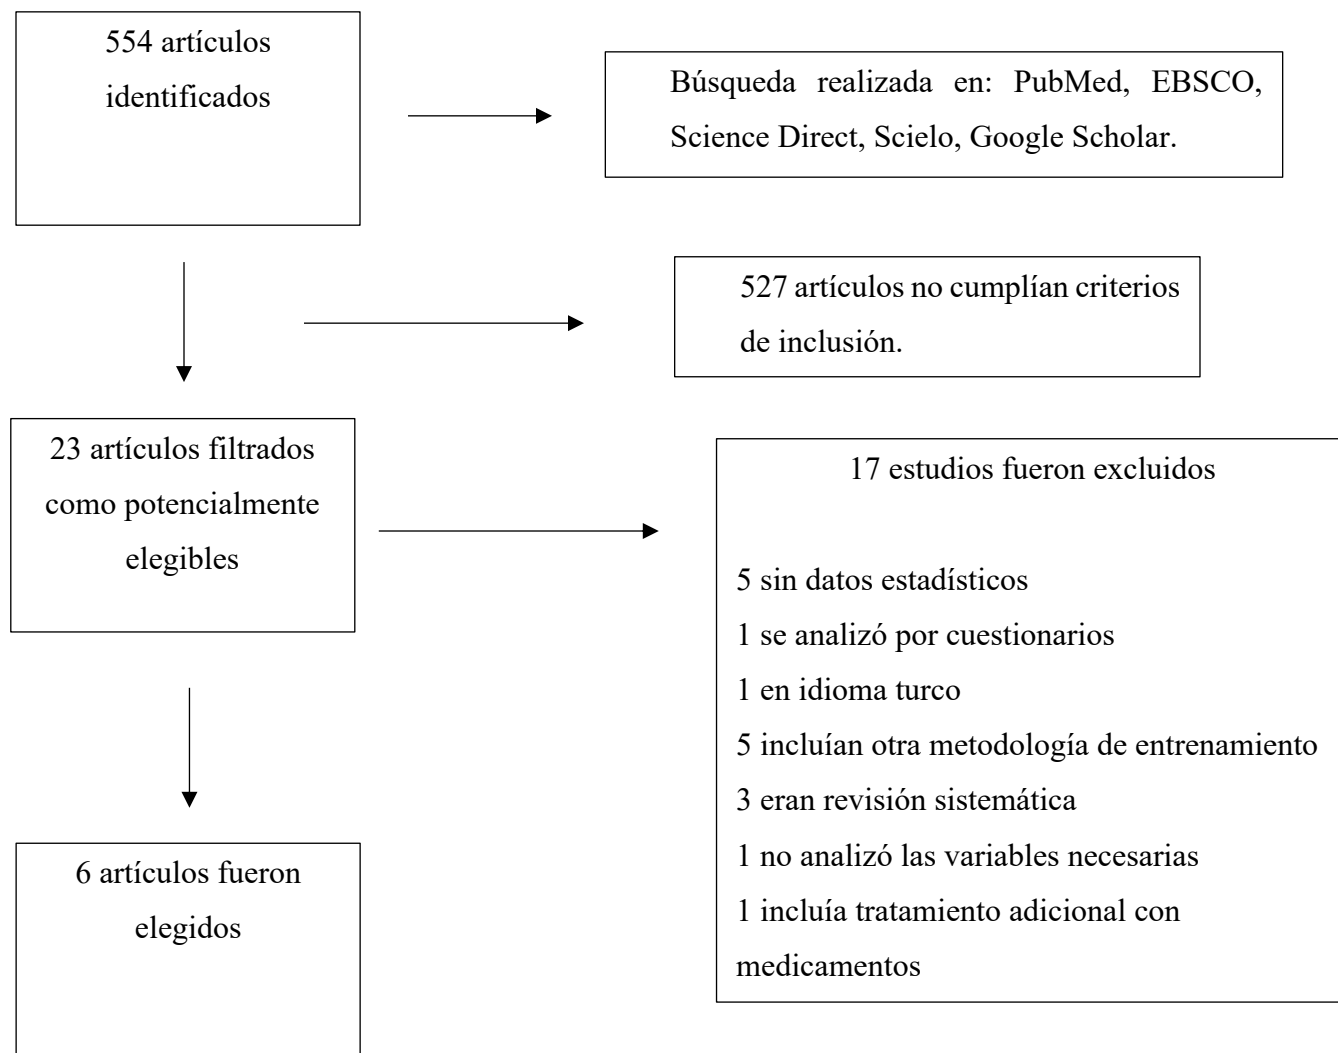 554 artículos
identificados
Búsqueda realizada en: PubMed, EBSCO,
Science Direct, Scielo, Google Scholar.
527 artículos no cumplían criterios
de inclusión.
23 artículos filtrados
como potencialmente
elegibles
17 estudios fueron excluidos
5 sin datos estadísticos
1 se analizó por cuestionarios
1 en idioma turco
5 incluían otra metodología de entrenamiento
3 eran revisión sistemática
1 no analizó las variables necesarias
1 incluía tratamiento adicional con
medicamentos
6 artículos fueron
elegidos